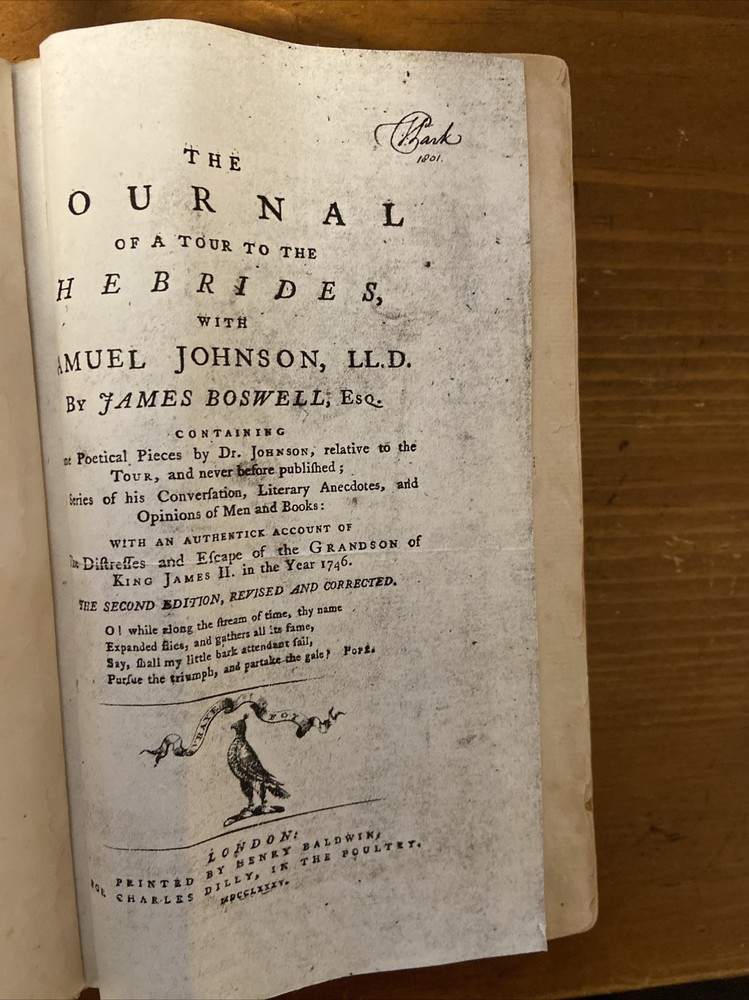 Park
1801.
THE
OURNAL
OF A TOUR TO THE
HEBRIDES,
WITH
AMUEL JOHNSON, LL.D.
By JAMES BOSWELL, Esq.
CONTAINING
Poetical Pieces by Dr. JOHNSON, relative to the
TOUR, and never before publiſhed;
Series of his Converſation, Literary Anecdotes, and
Opinions of Men and Books:
WITH AN AUTHENTICK ACCOUNT OF
The Diſtreſſes and Eſcape of the GRANDSON of
KING JAMES II. in the Year 1746.
THE SECOND EDITION, REVISED AND CORRECTED.
O! while along the ſtream of time, thy name
Expanded flies, and gathers all its fame,
Say, ſhall my little bark attendant ſail,
Purſue the triumph, and partake the gale? POPE.
VRAYE FOY
LONDON:
PRINTED BY HENRY BALDWIN,
FOR CHARLES DILLY, IN THE POULTRY.
MDCCLXXXV.